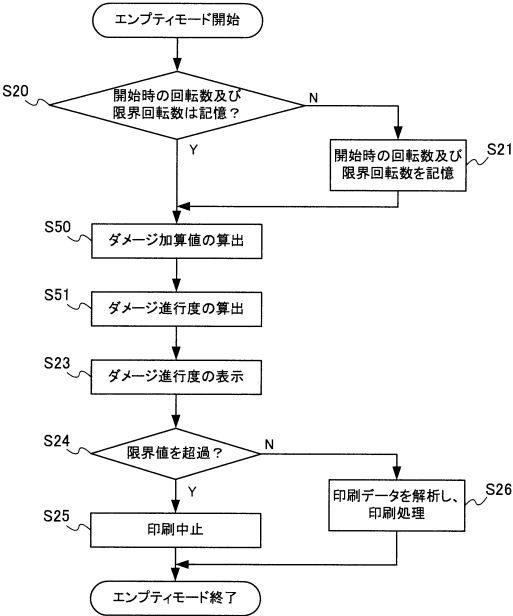 エンプティモード開始
S20
開始時の回転数及び
限界回転数は記憶？
N
Y
開始時の回転数及び
限界回転数を記憶
S21
S50
ダメージ加算値の算出
S51
ダメージ進行度の算出
S23
ダメージ進行度の表示
S24
限界値を超過？
N
Y
印刷データを解析し、
印刷処理
S26
S25
印刷中止
エンプティモード終了